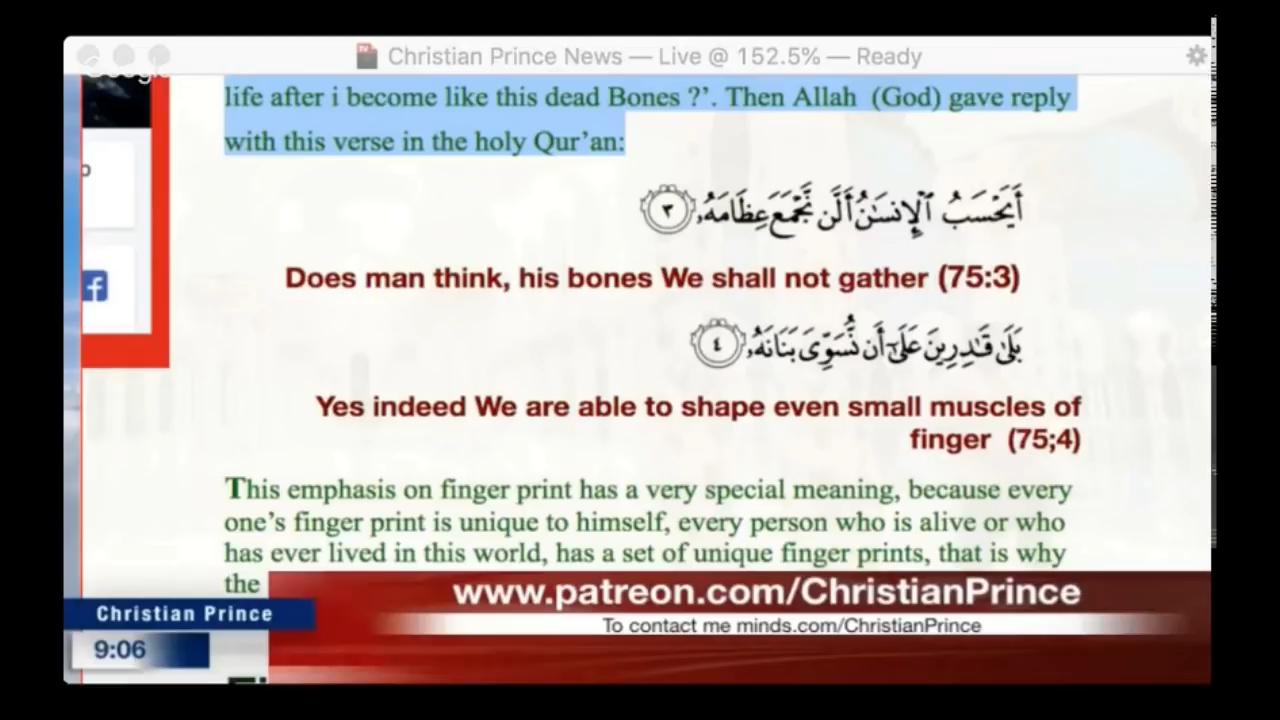 Christian Prince News — Live @ 152.5% — Ready
Google
life after i become like this dead Bones ?’. Then Allah (God) gave reply
with this verse in the holy Qur’an:
أَيَحْسَبُ ٱلْإِنسَٰنُ أَلَّن نَّجْمَعَ عِظَامَهُۥ ٣
Does man think, his bones We shall not gather (75:3)
بَلَىٰ قَٰدِرِينَ عَلَىٰٓ أَن نُّسَوِّىَ بَنَانَهُۥ ٤
Yes indeed We are able to shape even small muscles of
finger (75;4)
This emphasis on finger print has a very special meaning, because every
one’s finger print is unique to himself, every person who is alive or who
has ever lived in this world, has a set of unique finger prints, that is why
the
www.patreon.com/ChristianPrince
Christian Prince
To contact me minds.com/ChristianPrince
9:06